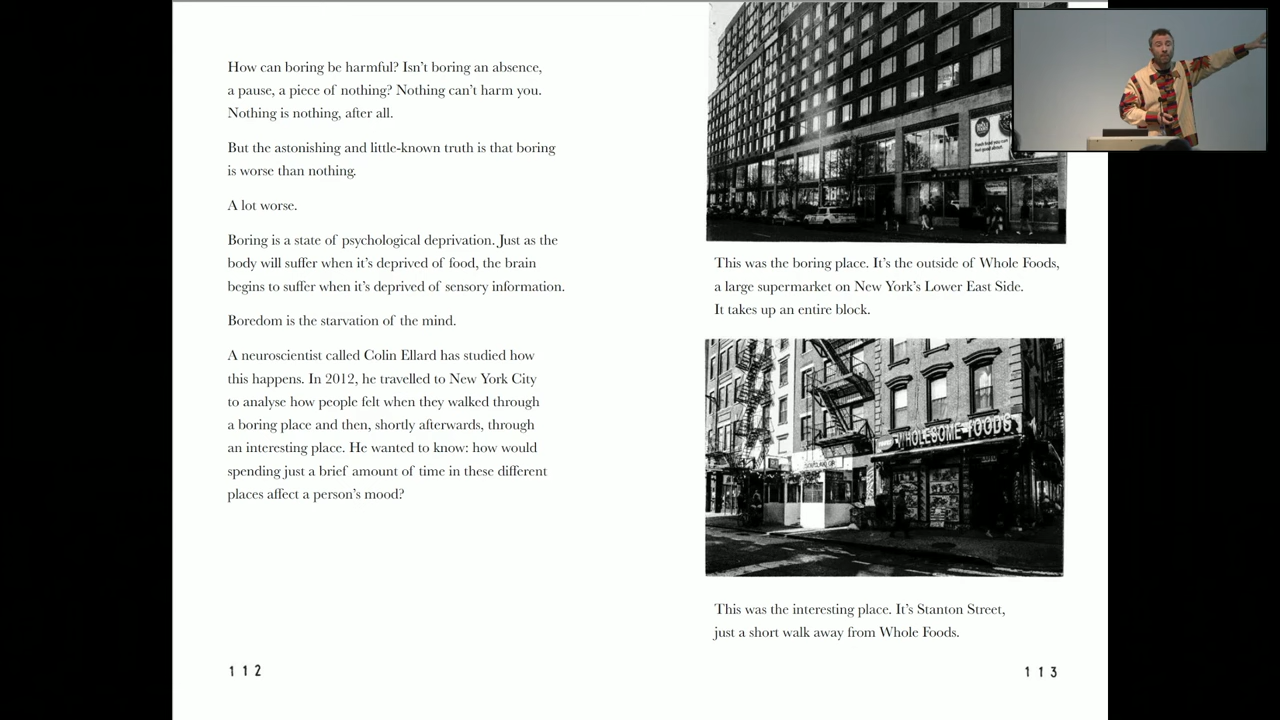 How can boring be harmful? Isn't boring an absence,
a pause, a piece of nothing? Nothing can't harm you.
Nothing is nothing, after all.
But the astonishing and little-known truth is that boring
is worse than nothing.
A lot worse.
Boring is a state of psychological deprivation. Just as the
body will suffer when it's deprived of food, the brain
begins to suffer when it's deprived of sensory information.
Boredom is the starvation of the mind.
A neuroscientist called Colin Ellard has studied how
this happens. In 2012, he travelled to New York City
to analyse how people felt when they walked through
a boring place and then, shortly afterwards, through
an interesting place. He wanted to know: how would
spending just a brief amount of time in these different
places affect a person's mood?
112
This was the boring place. It's the outside of Whole Foods,
a large supermarket on New York's Lower East Side.
It takes up an entire block.
WHOLESOME FOODS
This was the interesting place. It's Stanton Street,
just a short walk away from Whole Foods.
113